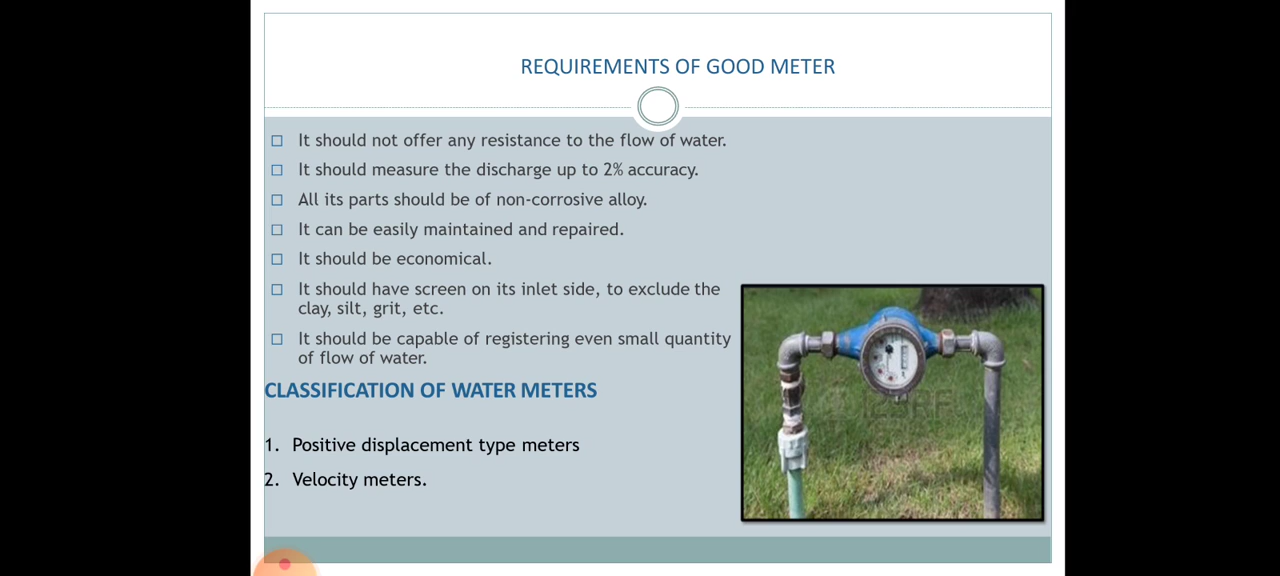 REQUIREMENTS OF GOOD METER
It should not offer any resistance to the flow of water.
It should measure the discharge up to 2% accuracy.
All its parts should be of non-corrosive alloy.
It can be easily maintained and repaired.
It should be economical.
It should have screen on its inlet side, to exclude the
clay, silt, grit, etc.
It should be capable of registering even small quantity
of flow of water.
CLASSIFICATION OF WATER METERS
1. Positive displacement type meters
2. Velocity meters.